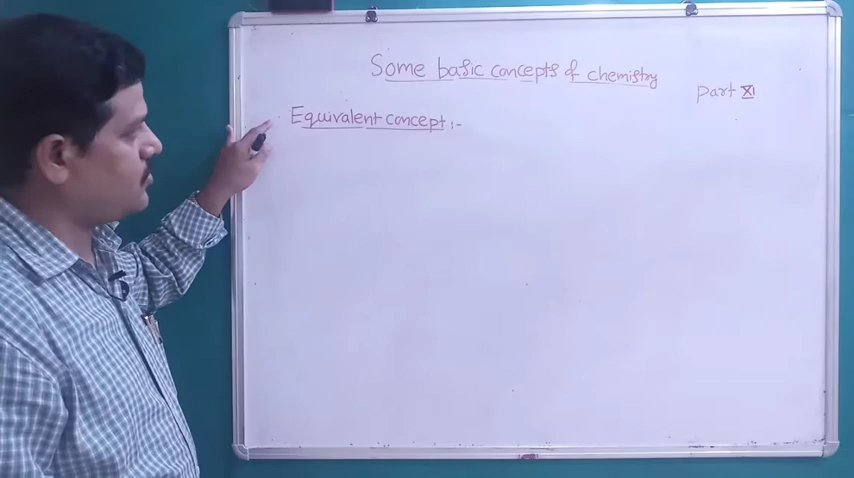 Some basic concepts of chemistry
Part XI
Equivalent concept :-